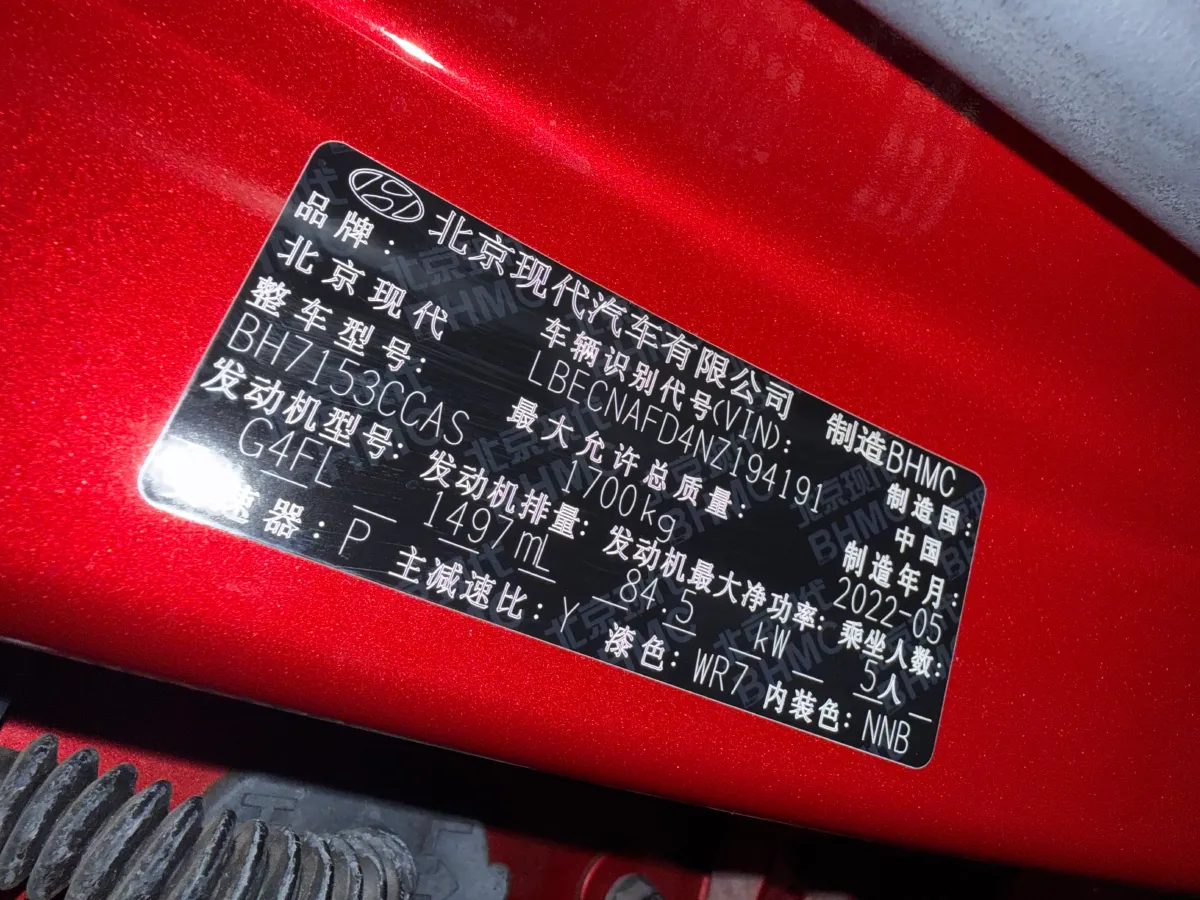 北京现代汽车有限公司 制造BHMC
品牌： 车辆识别代号(VIN): 制造国:
北京现代 LBECNAFD4NZ194191 中国
整车型号: 最大允许总质量: 制造年月:
BH7153CCAS 1700kg 2022-05
发动机型号: 发动机排量: 发动机最大净功率: 乘坐人数:
G4FL 1497mL 84.5 kW 5人
速器: P 主减速比: Y 漆色: WR7 内装色: NNB